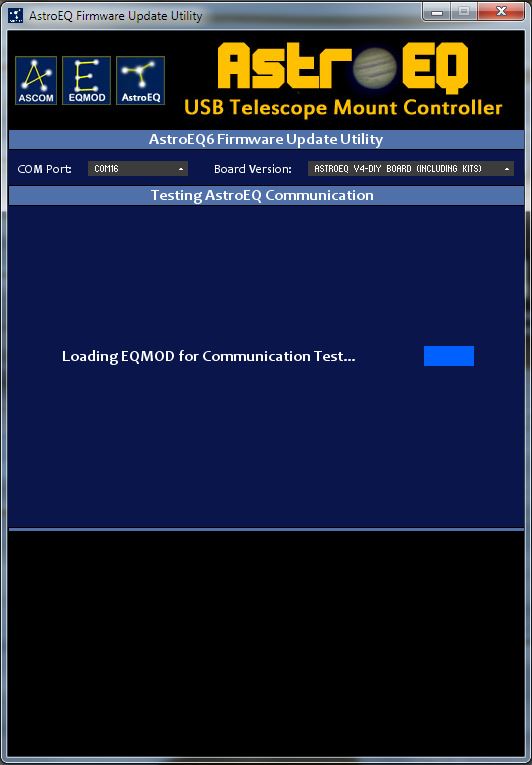 AstroEQ Firmware Update Utility
ASCOM
EQMOD
AstroEQ
AstrEQ
USB Telescope Mount Controller
AstroEQ6 Firmware Update Utility
COM Port:
COM16
Board Version:
ASTROEQ V4-DIY BOARD (INCLUDING KITS)
Testing AstroEQ Communication
Loading EQMOD for Communication Test...